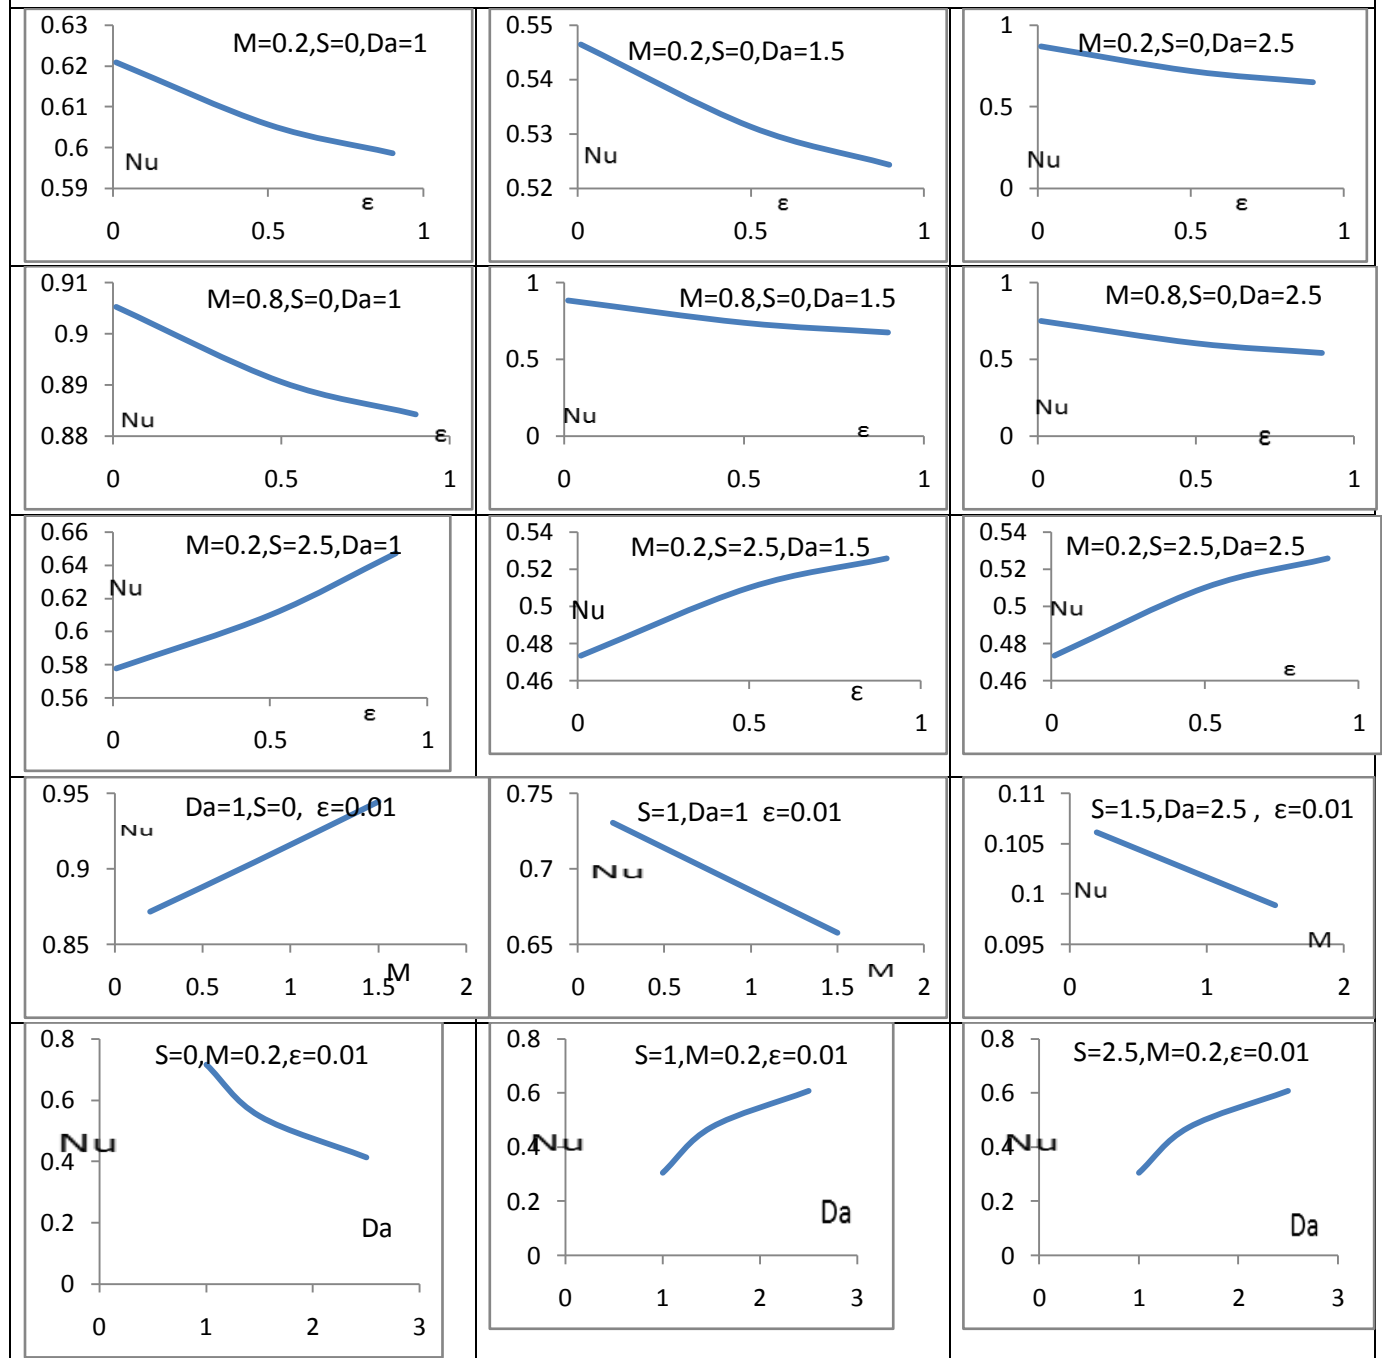 M=0.2,S=0,Da=1
0.63
0.62
0.61
0.6
0.59
Nu
ε
0 0.5 1
M=0.2,S=0,Da=1.5
0.55
0.54
0.53
0.52
Nu
ε
0 0.5 1
M=0.2,S=0,Da=2.5
1
0.5
0
Nu
ε
0 0.5 1
M=0.8,S=0,Da=1
0.91
0.9
0.89
0.88
Nu
ε
0 0.5 1
M=0.8,S=0,Da=1.5
1
0.5
0
Nu
ε
0 0.5 1
M=0.8,S=0,Da=2.5
1
0.5
0
Nu
ε
0 0.5 1
M=0.2,S=2.5,Da=1
0.66
0.64
0.62
0.6
0.58
0.56
Nu
ε
0 0.5 1
M=0.2,S=2.5,Da=1.5
0.54
0.52
0.5
0.48
0.46
Nu
ε
0 0.5 1
M=0.2,S=2.5,Da=2.5
0.54
0.52
0.5
0.48
0.46
Nu
ε
0 0.5 1
Da=1,S=0, ε=0.01
0.95
0.9
0.85
Nu
M
0 0.5 1 1.5 2
S=1,Da=1 ε=0.01
0.75
0.7
0.65
Nu
M
0 0.5 1 1.5 2
S=1.5,Da=2.5 , ε=0.01
0.11
0.105
0.1
0.095
Nu
M
0 1 2
S=0,M=0.2,ε=0.01
0.8
0.6
0.4
0.2
0
Nu
Da
0 1 2 3
S=1,M=0.2,ε=0.01
0.8
0.6
0.4
0.2
0
Nu
Da
0 1 2 3
S=2.5,M=0.2,ε=0.01
0.8
0.6
0.4
0.2
0
Nu
Da
0 1 2 3